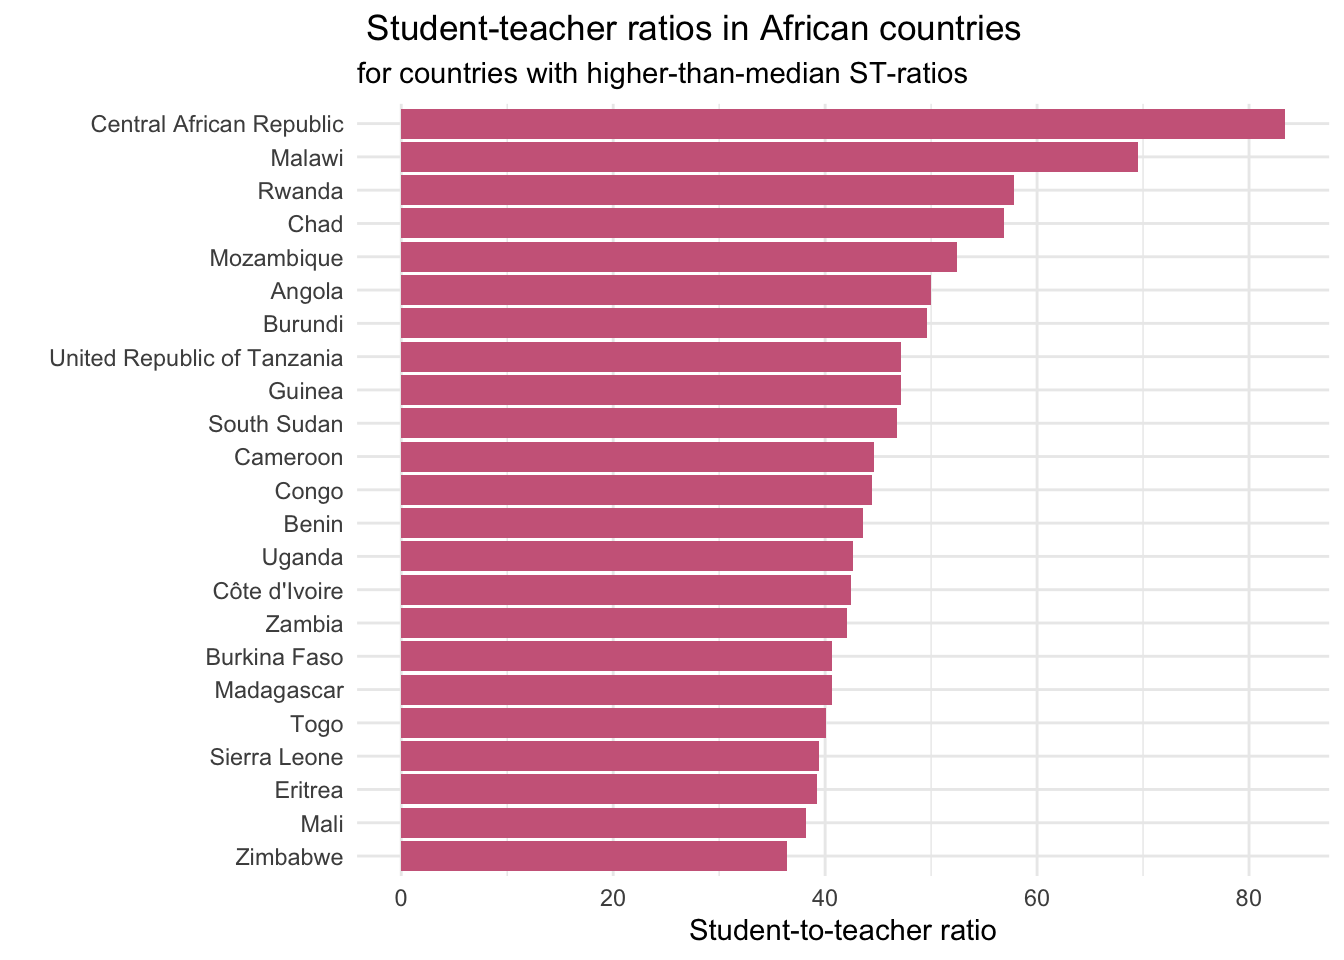 Student-teacher ratios in African countries
for countries with higher-than-median ST-ratios
Central African Republic
Malawi
Rwanda
Chad
Mozambique
Angola
Burundi
United Republic of Tanzania
Guinea
South Sudan
Cameroon
Congo
Benin
Uganda
Côte d'Ivoire
Zambia
Burkina Faso
Madagascar
Togo
Sierra Leone
Eritrea
Mali
Zimbabwe
0 20 40 60 80
Student-to-teacher ratio